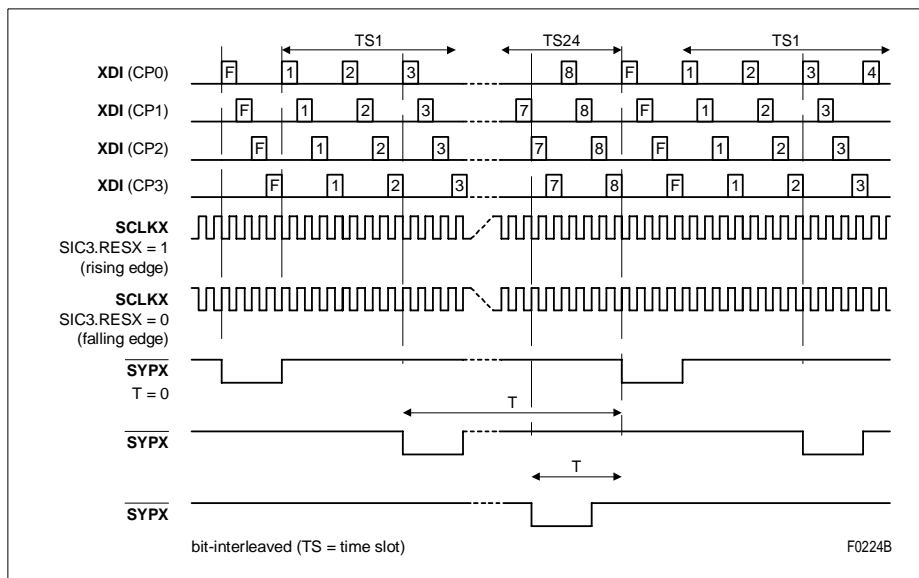 TS1 TS24 TS1
XDI (CP0) F 1 2 3 8 F 1 2 3 4
XDI (CP1) F 1 2 3 7 8 F 1 2 3
XDI (CP2) F 1 2 3 7 8 F 1 2 3
XDI (CP3) F 1 2 3 7 8 F 1 2 3
SCLKX
SIC3.RESX = 1
(rising edge)
SCLKX
SIC3.RESX = 0
(falling edge)
SYPX
T = 0
T
SYPX
T
SYPX
bit-interleaved (TS = time slot) F0224B